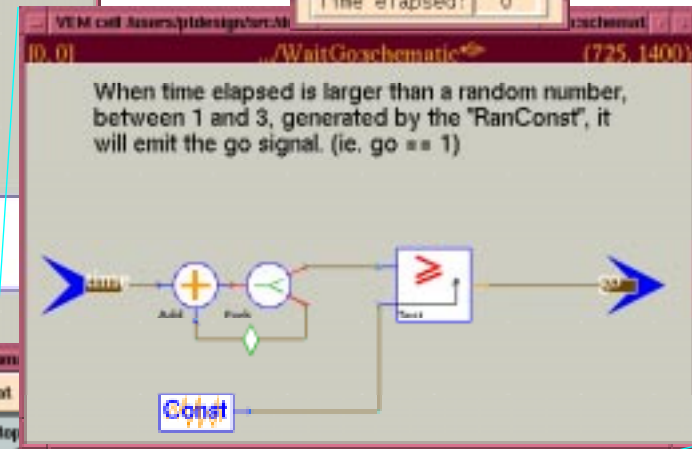 Time elapsed: 0
VEM cell /users/ptdesign/src/d
:schemat
[0, 0] .../WaitGo:schematic* (725, 1400)
When time elapsed is larger than a random number,
between 1 and 3, generated by the "RanConst", it
will emit the go signal. (ie. go == 1)
time
≥
go
Add
Fork
Test
Const